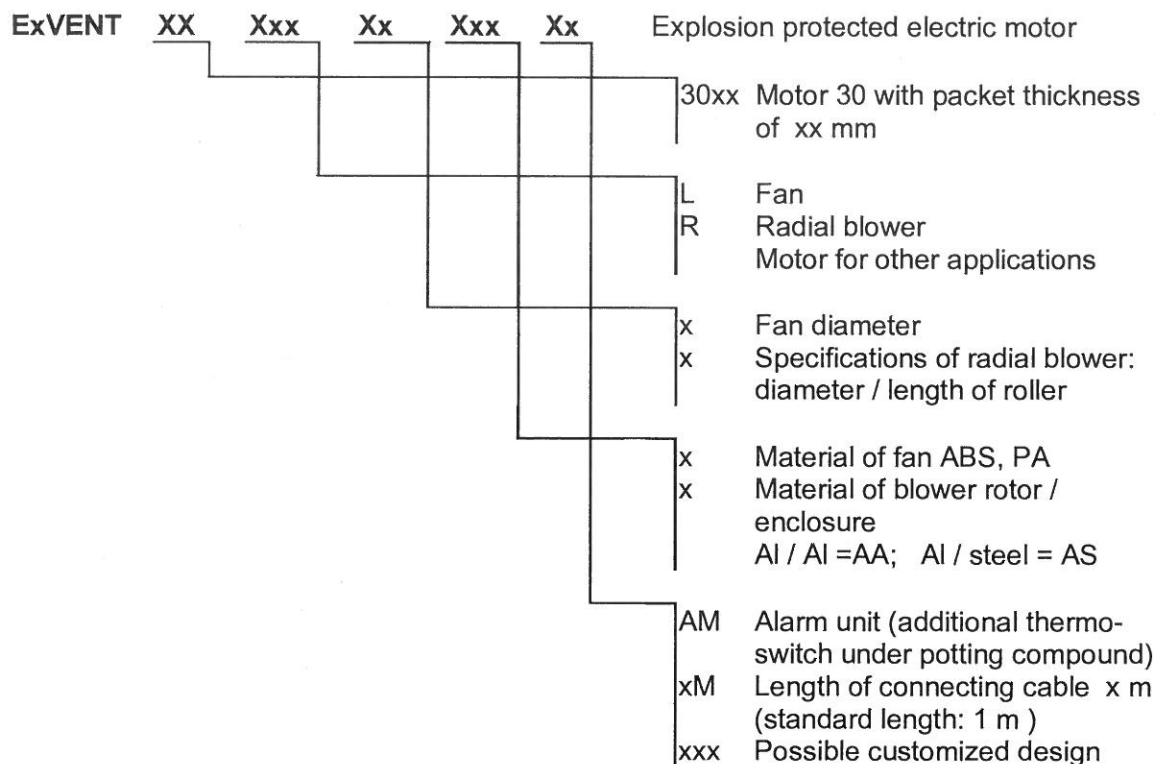 ExVENT XX Xxx Xx Xxx Xx Explosion protected electric motor
30xx Motor 30 with packet thickness
of xx mm
L Fan
R Radial blower
Motor for other applications
x Fan diameter
x Specifications of radial blower:
diameter / length of roller
x Material of fan ABS, PA
x Material of blower rotor /
enclosure
Al / Al =AA; Al / steel = AS
AM Alarm unit (additional thermo-
switch under potting compound)
xM Length of connecting cable x m
(standard length: 1 m )
xxx Possible customized design